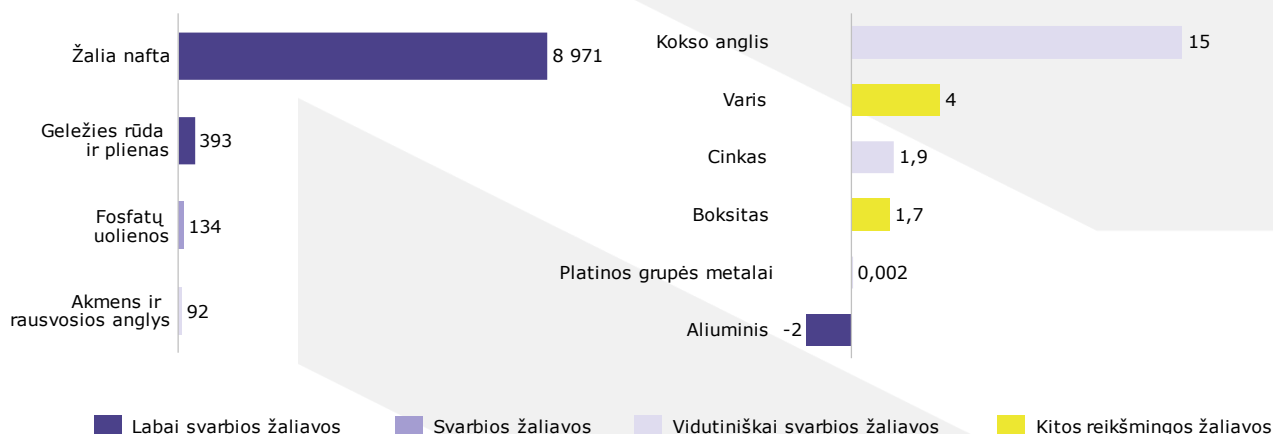 Žalia nafta
8 971
Geležies rūda
ir plienas
393
Fosfatų
uolienos
134
Akmens ir
rausvosios anglys
92
Kokso anglis
15
Varis
4
Cinkas
1,9
Boksitas
1,7
Platinos grupės metalai
0,002
Aliuminis
-2
Labai svarbios žaliavos
Svarbios žaliavos
Vidutiniškai svarbios žaliavos
Kitos reikšmingos žaliavos